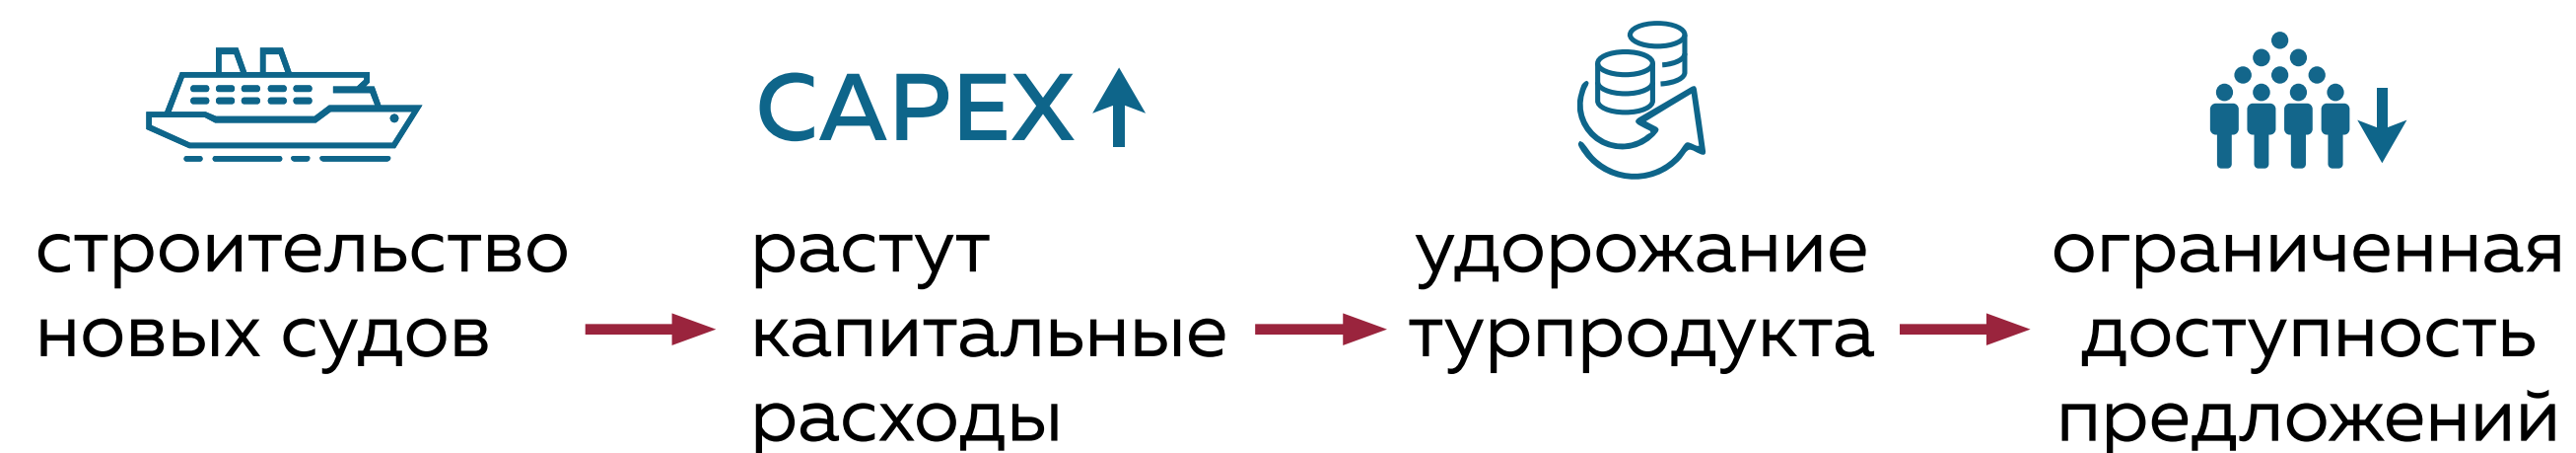 CAPEX
строительство
новых судов
растут
капитальные
расходы
удорожание
турпродукта
ограниченная
доступность
предложений